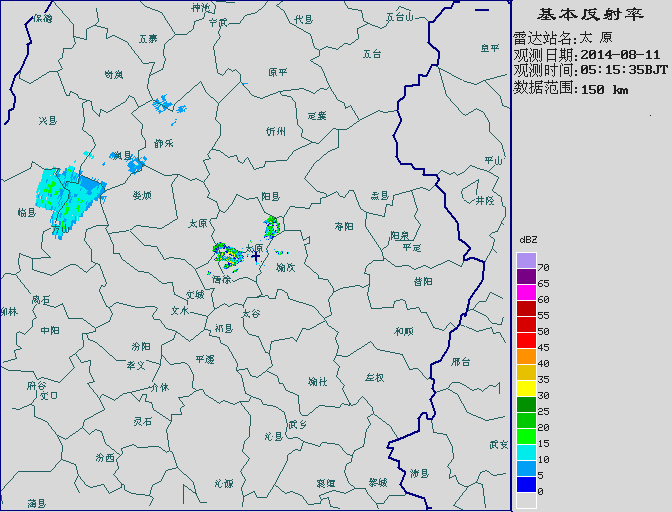 基本反射率
雷达站名:太 原
观测日期:2014-08-11
观测时间:05:15:35BJT
数据范围:150 km
dBZ
70
65
60
55
50
45
40
35
30
25
20
15
10
5
0
保德
神池
宁武
代县
五台山
五寨
阜平
五台
岢岚
原平
兴县
定襄
忻州
静乐
岚县
平山
娄烦
阳县
盂县
井陉
临县
太原
寿阳
阳泉
平定
太原
榆次
清徐
昔阳
文城
离石
柳林
文水
太谷
中阳
祁县
和顺
汾阳
平遥
孝义
邢台
介休
榆社
左权
灵石
武乡
沁县
武安
汾西
沁源
襄垣
黎城
涉县
蒲县